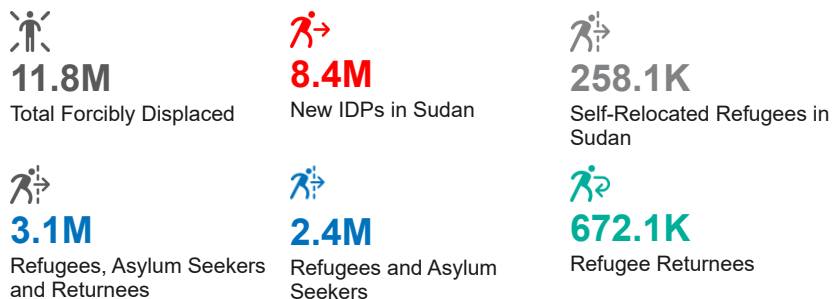 11.8M
Total Forcibly Displaced
8.4M
New IDPs in Sudan
258.1K
Self-Relocated Refugees in
Sudan
3.1M
Refugees, Asylum Seekers
and Returnees
2.4M
Refugees and Asylum
Seekers
672.1K
Refugee Returnees